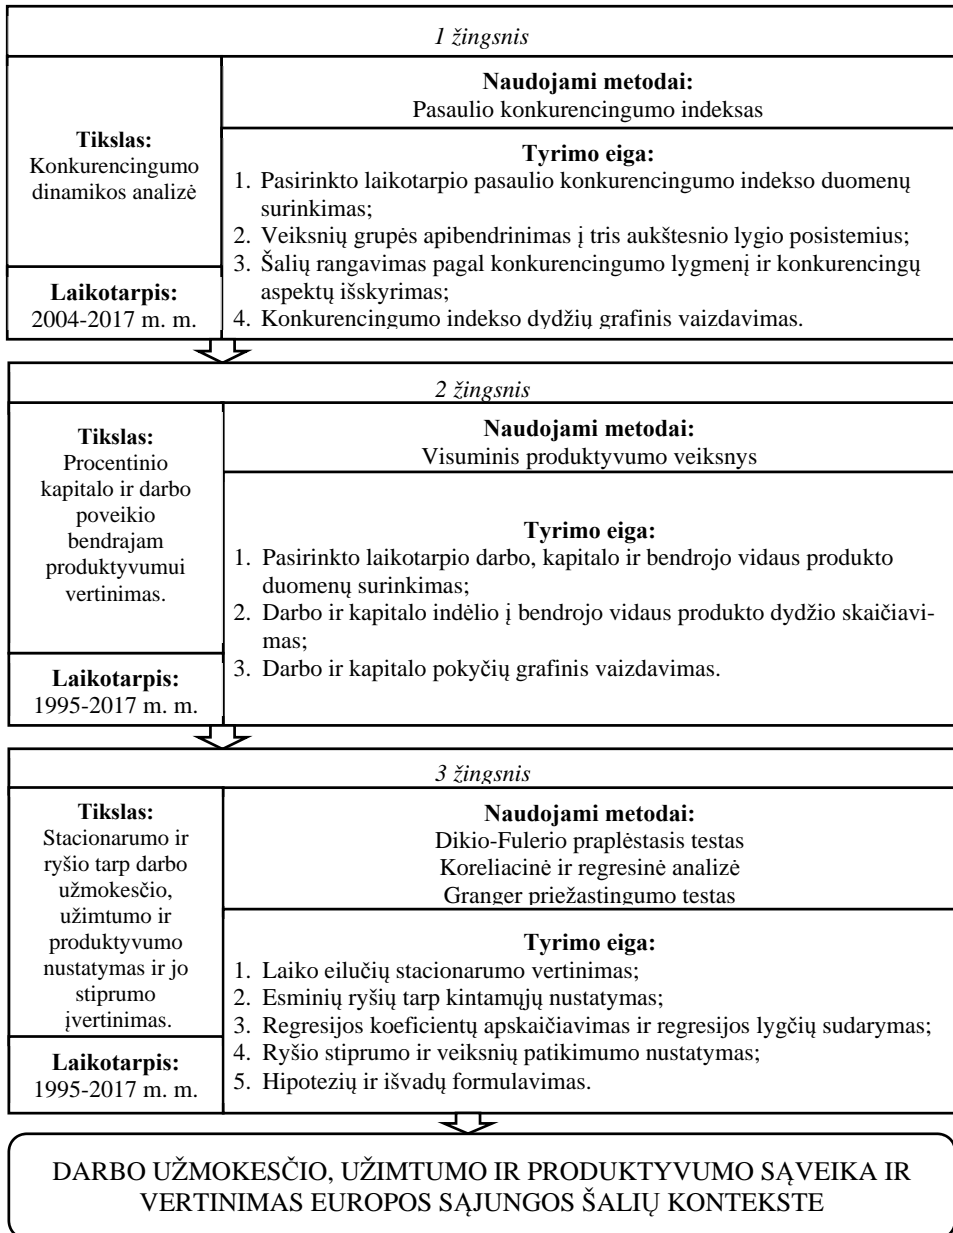 1 žingsnis
Tikslas:
Konkurencingumo
dinamikos analizė
Laikotarpis:
2004-2017 m. m.
Naudojami metodai:
Pasaulio konkurencingumo indeksas
Tyrimo eiga:
1. Pasirinkto laikotarpio pasaulio konkurencingumo indekso duomenų
surinkimas;
2. Veiksnių grupės apibendrinimas į tris aukštesnio lygio posistemius;
3. Šalių rangavimas pagal konkurencingumo lygmenį ir konkurencingų
aspektų išskyrimas;
4. Konkurencingumo indekso dydžių grafinis vaizdavimas.
2 žingsnis
Tikslas:
Procentinio
kapitalo ir darbo
poveikio
bendrajam
produktyvumui
vertinimas.
Laikotarpis:
1995-2017 m. m.
Naudojami metodai:
Visuminis produktyvumo veiksnys
Tyrimo eiga:
1. Pasirinkto laikotarpio darbo, kapitalo ir bendrojo vidaus produkto
duomenų surinkimas;
2. Darbo ir kapitalo indėlio į bendrojo vidaus produkto dydžio skaičiavi-
mas;
3. Darbo ir kapitalo pokyčių grafinis vaizdavimas.
3 žingsnis
Tikslas:
Stacionarumo ir
ryšio tarp darbo
užmokesčio,
užimtumo ir
produktyvumo
nustatymas ir jo
stiprumo
įvertinimas.
Laikotarpis:
1995-2017 m. m.
Naudojami metodai:
Dikio-Fulerio praplėstasis testas
Koreliacinė ir regresinė analizė
Granger priežastingumo testas
Tyrimo eiga:
1. Laiko eilučių stacionarumo vertinimas;
2. Esminių ryšių tarp kintamųjų nustatymas;
3. Regresijos koeficientų apskaičiavimas ir regresijos lygčių sudarymas;
4. Ryšio stiprumo ir veiksnių patikimumo nustatymas;
5. Hipotezių ir išvadų formulavimas.
DARBO UŽMOKESČIO, UŽIMTUMO IR PRODUKTYVUMO SĄVEIKA IR
VERTINIMAS EUROPOS SĄJUNGOS ŠALIŲ KONTEKSTE